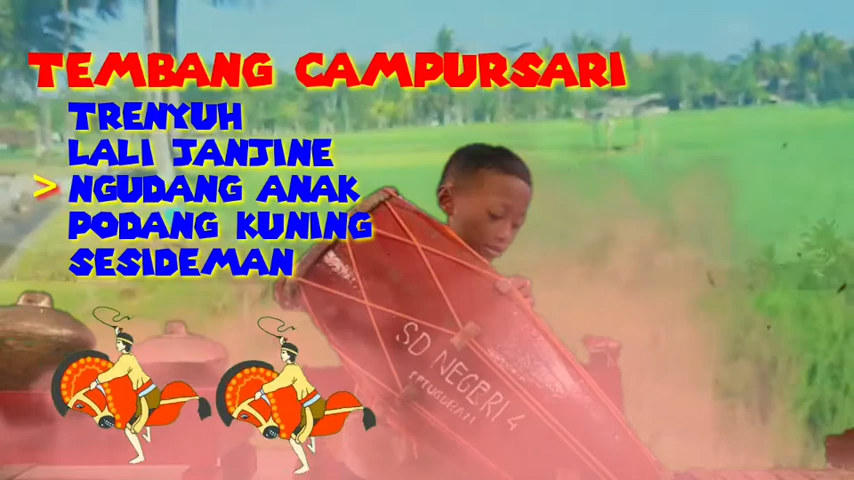 TEMBANG CAMPURSARI
TRENYUH
LALI JANJINE
> NGUDANG ANAK
PODANG KUNING
SESIDEMAN
SD NEGERI 4